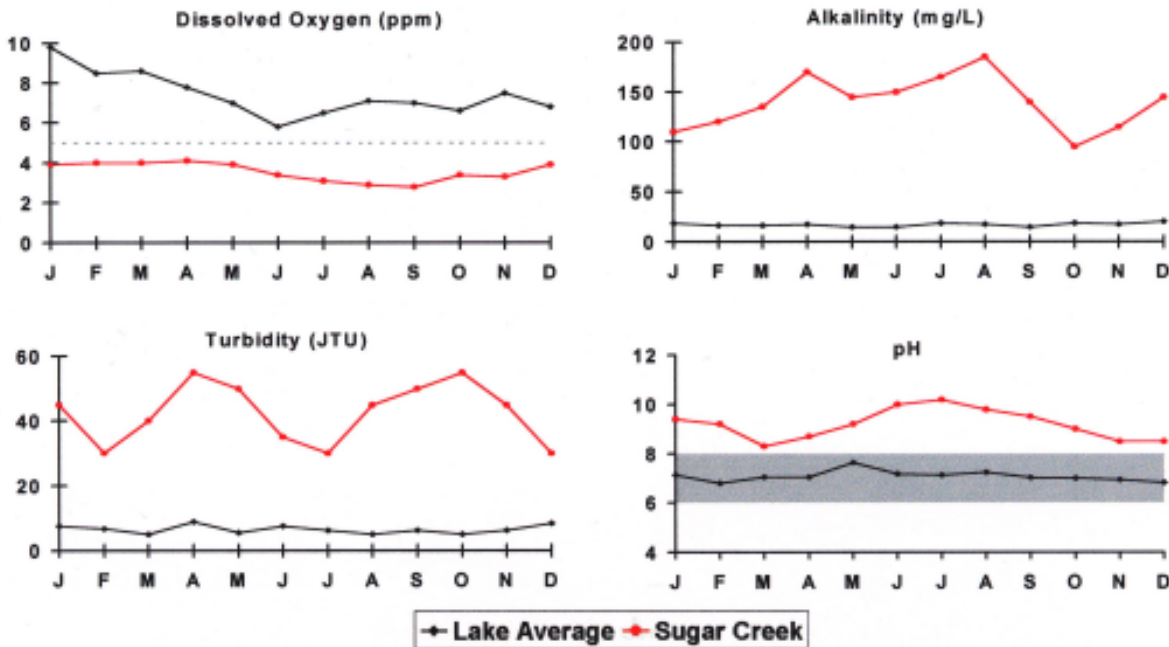 Dissolved Oxygen (ppm)
10
8
6
4
2
0
J F M A M J J A S O N D
Alkalinity (mg/L)
200
150
100
50
0
J F M A M J J A S O N D
Turbidity (JTU)
60
40
20
0
J F M A M J J A S O N D
pH
12
10
8
6
4
J F M A M J J A S O N D
Lake Average Sugar Creek